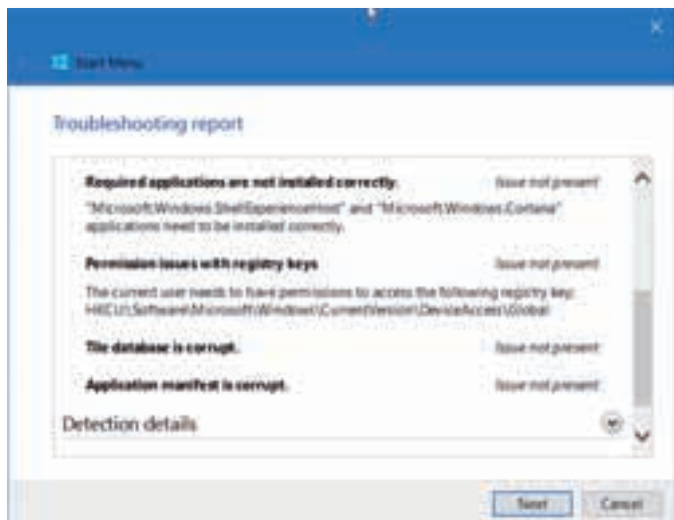 Start Menu
Troubleshooting report
Required applications are not installed correctly. Issue not present
"Microsoft.Windows.ShellExperienceHost" and "Microsoft.Windows.Cortana"
applications need to be installed correctly.
Permission issues with registry keys Issue not present
The current user needs to have permissions to access the following registry key:
HKCU\Software\Microsoft\Windows\CurrentVersion\DeviceAccess\Global
Tile database is corrupt. Issue not present
Application manifest is corrupt. Issue not present
Detection details
Next Cancel